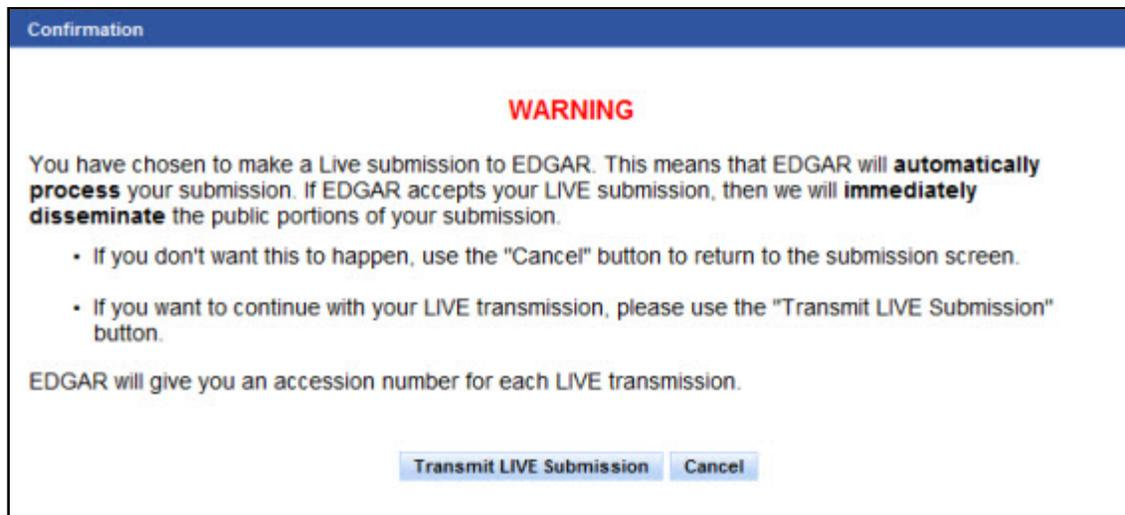 Confirmation
WARNING
You have chosen to make a Live submission to EDGAR. This means that EDGAR will automatically
process your submission. If EDGAR accepts your LIVE submission, then we will immediately
disseminate the public portions of your submission.
• If you don't want this to happen, use the "Cancel" button to return to the submission screen.
• If you want to continue with your LIVE transmission, please use the "Transmit LIVE Submission"
button.
EDGAR will give you an accession number for each LIVE transmission.
Transmit LIVE Submission Cancel